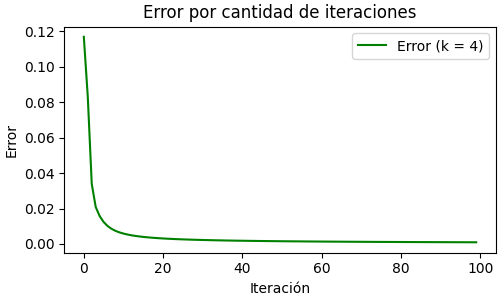 Error por cantidad de iteraciones
Error (k = 4)
0.12
0.10
0.08
0.06
0.04
0.02
0.00
Error
0 20 40 60 80 100
Iteración